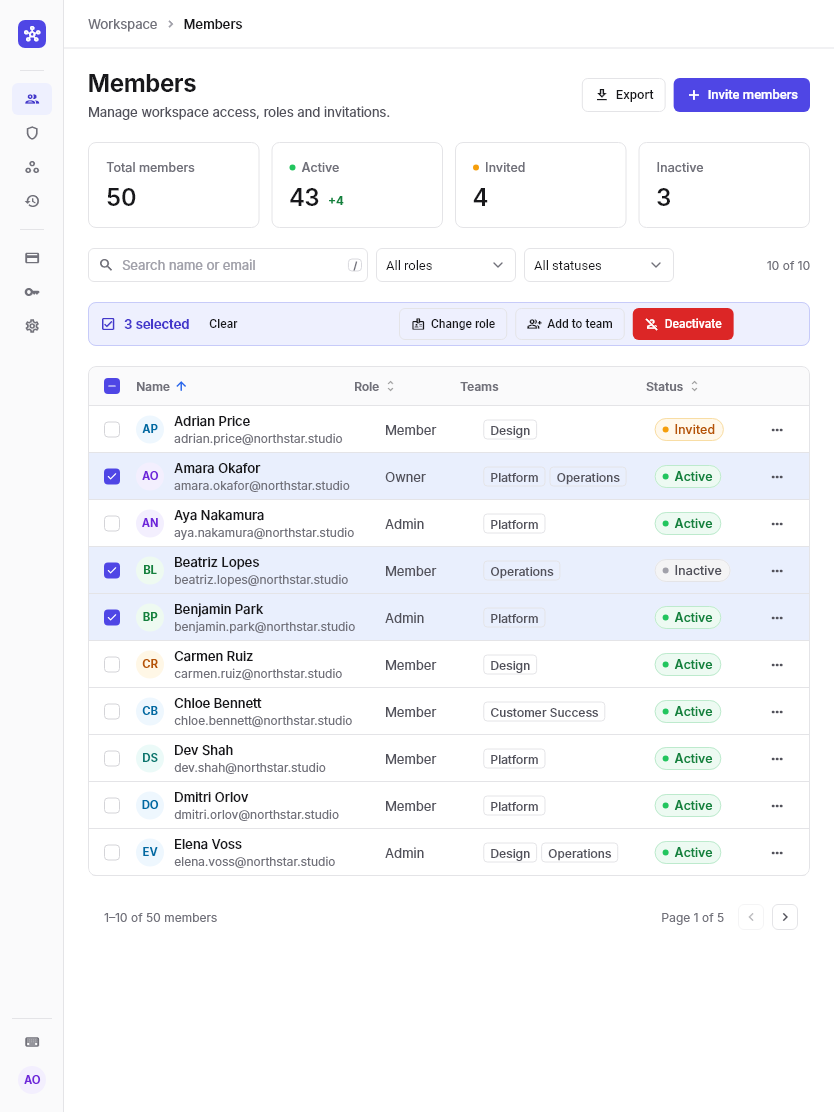 Workspace > Members
Members
Manage workspace access, roles and invitations.
Export
Invite members
Total members
50
Active
43 +4
Invited
4
Inactive
3
Search name or email /
All roles
All statuses
10 of 10
3 selected Clear Change role Add to team Deactivate
Name Role Teams Status
AP Adrian Price
adrian.price@northstar.studio
Member Design Invited
AO Amara Okafor
amara.okafor@northstar.studio
Owner Platform Operations Active
AN Aya Nakamura
aya.nakamura@northstar.studio
Admin Platform Active
BL Beatriz Lopes
beatriz.lopes@northstar.studio
Member Operations Inactive
BP Benjamin Park
benjamin.park@northstar.studio
Admin Platform Active
CR Carmen Ruiz
carmen.ruiz@northstar.studio
Member Design Active
CB Chloe Bennett
chloe.bennett@northstar.studio
Member Customer Success Active
DS Dev Shah
dev.shah@northstar.studio
Member Platform Active
DO Dmitri Orlov
dmitri.orlov@northstar.studio
Member Platform Active
EV Elena Voss
elena.voss@northstar.studio
Admin Design Operations Active
1–10 of 50 members
Page 1 of 5
AO